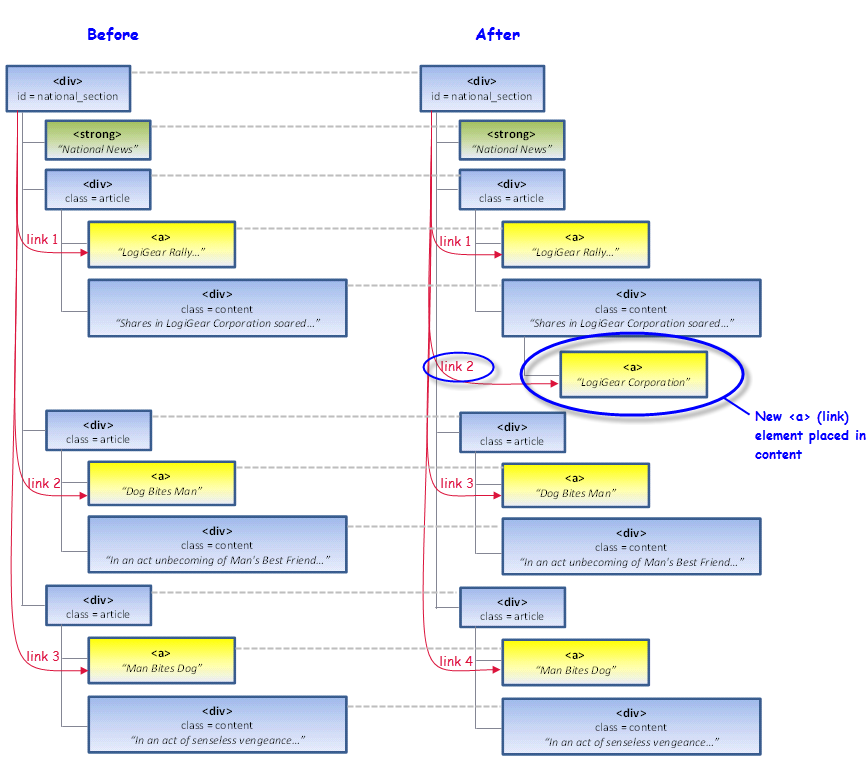 Before
After
<div>
id = national_section
<div>
id = national_section
<strong>
“National News”
<strong>
“National News”
<div>
class = article
<div>
class = article
link 1
<a>
“LogiGear Rally…”
link 1
<a>
“LogiGear Rally…”
<div>
class = content
“Shares in LogiGear Corporation soared…”
<div>
class = content
“Shares in LogiGear Corporation soared…”
link 2
<a>
“LogiGear Corporation”
New <a> (link)
element placed in
content
<div>
class = article
<div>
class = article
link 2
<a>
“Dog Bites Man”
link 3
<a>
“Dog Bites Man”
<div>
class = content
“In an act unbecoming of Man's Best Friend…”
<div>
class = content
“In an act unbecoming of Man's Best Friend…”
<div>
class = article
<div>
class = article
link 3
<a>
“Man Bites Dog”
link 4
<a>
“Man Bites Dog”
<div>
class = content
“In an act of senseless vengeance…”
<div>
class = content
“In an act of senseless vengeance…”